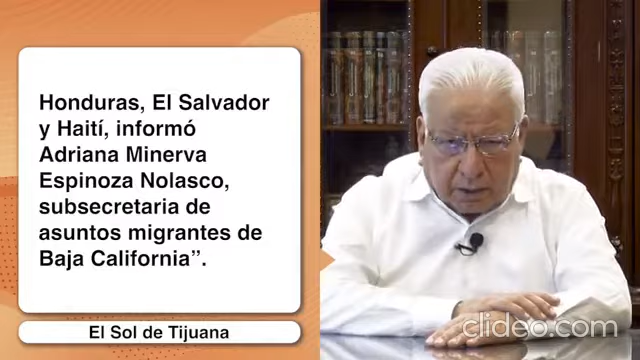 Honduras, El Salvador
y Haití, informó
Adriana Minerva
Espinoza Nolasco,
subsecretaria de
asuntos migrantes de
Baja California”.
El Sol de Tijuana
clideo.com